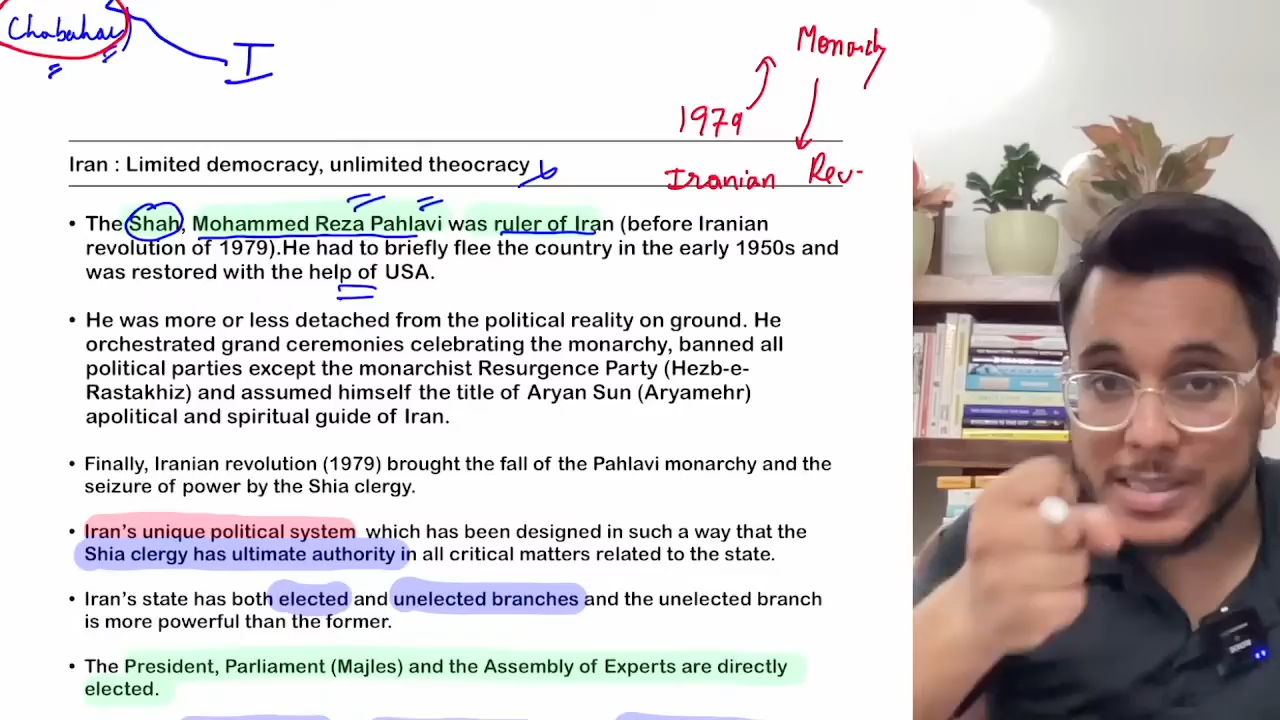 Chabahar
I
Monarchy
1979
Iranian Rev-
Iran : Limited democracy, unlimited theocracy
• The Shah, Mohammed Reza Pahlavi was ruler of Iran (before Iranian
revolution of 1979).He had to briefly flee the country in the early 1950s and
was restored with the help of USA.
• He was more or less detached from the political reality on ground. He
orchestrated grand ceremonies celebrating the monarchy, banned all
political parties except the monarchist Resurgence Party (Hezb-e-
Rastakhiz) and assumed himself the title of Aryan Sun (Aryamehr)
apolitical and spiritual guide of Iran.
• Finally, Iranian revolution (1979) brought the fall of the Pahlavi monarchy and the
seizure of power by the Shia clergy.
• Iran's unique political system which has been designed in such a way that the
Shia clergy has ultimate authority in all critical matters related to the state.
• Iran's state has both elected and unelected branches and the unelected branch
is more powerful than the former.
• The President, Parliament (Majles) and the Assembly of Experts are directly
elected.